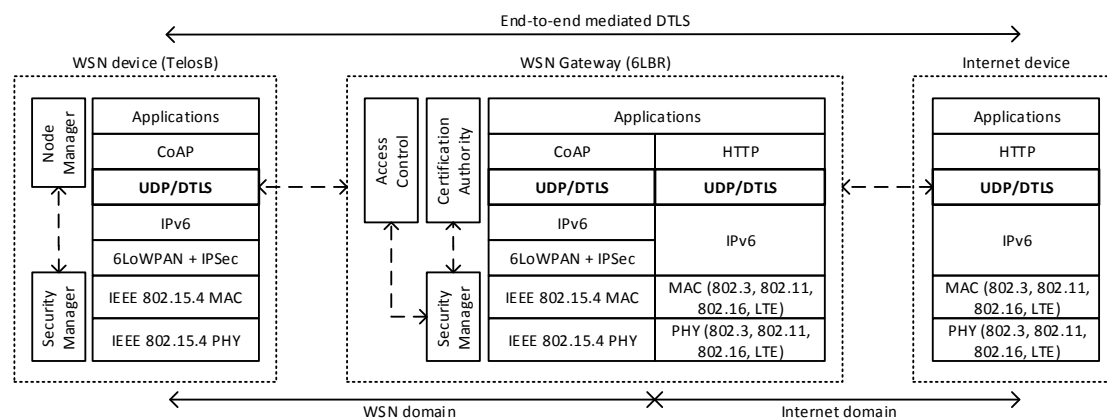 End-to-end mediated DTLS
WSN device (TelosB)
Node
Manager
Security
Manager
Applications
CoAP
UDP/DTLS
IPv6
6LoWPAN + IPSec
IEEE 802.15.4 MAC
IEEE 802.15.4 PHY
WSN Gateway (6LBR)
Access
Control
Certification
Authority
Security
Manager
Applications
CoAP
UDP/DTLS
IPv6
6LoWPAN + IPSec
IEEE 802.15.4 MAC
IEEE 802.15.4 PHY
HTTP
UDP/DTLS
IPv6
MAC (802.3, 802.11,
802.16, LTE)
PHY (802.3, 802.11,
802.16, LTE)
Internet device
Applications
HTTP
UDP/DTLS
IPv6
MAC (802.3, 802.11,
802.16, LTE)
PHY (802.3, 802.11,
802.16, LTE)
WSN domain
Internet domain